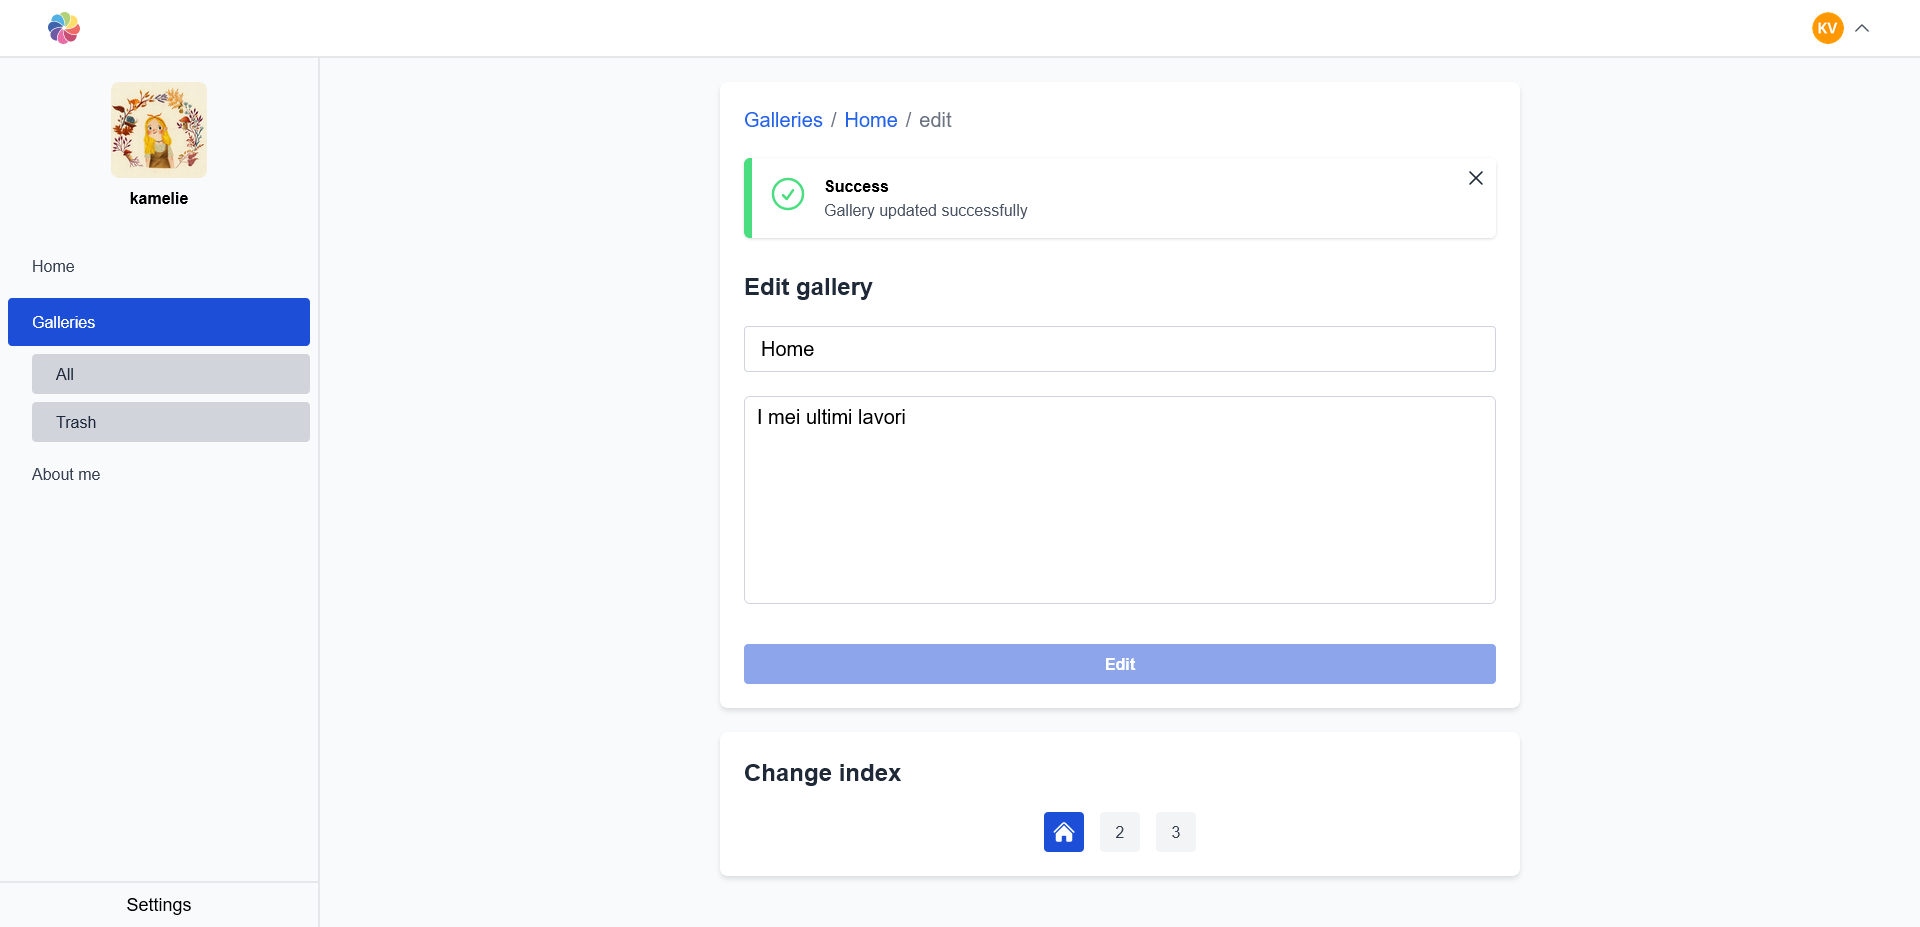 KV
kamelie
Home
Galleries
All
Trash
About me
Settings
Galleries / Home / edit
Success
Gallery updated successfully
Edit gallery
Home
I mei ultimi lavori
Edit
Change index
2 3